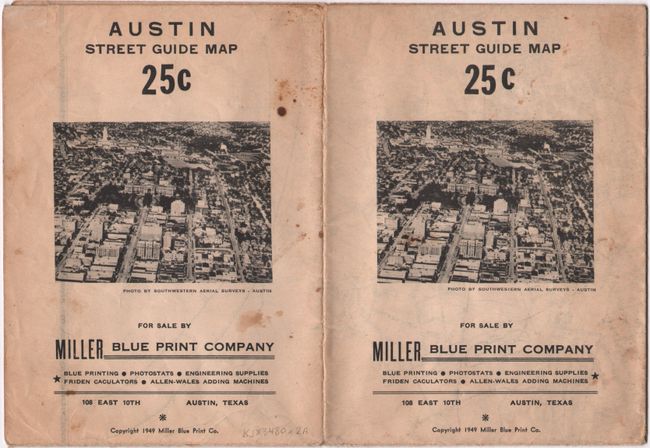 AUSTIN
STREET GUIDE MAP
25c
PHOTO BY SOUTHWESTERN AERIAL SURVEYS - AUSTIN
FOR SALE BY
MILLER BLUE PRINT COMPANY
BLUE PRINTING ● PHOTOSTATS ● ENGINEERING SUPPLIES
★ FRIDEN CACULATORS ● ALLEN-WALES ADDING MACHINES
108 EAST 10TH AUSTIN, TEXAS
Copyright 1949 Miller Blue Print Co.
AUSTIN
STREET GUIDE MAP
25c
PHOTO BY SOUTHWESTERN AERIAL SURVEYS - AUSTIN
FOR SALE BY
MILLER BLUE PRINT COMPANY
BLUE PRINTING ● PHOTOSTATS ● ENGINEERING SUPPLIES
FRIDEN CACULATORS ● ALLEN-WALES ADDING MACHINES ★
108 EAST 10TH AUSTIN, TEXAS
Copyright 1949 Miller Blue Print Co.